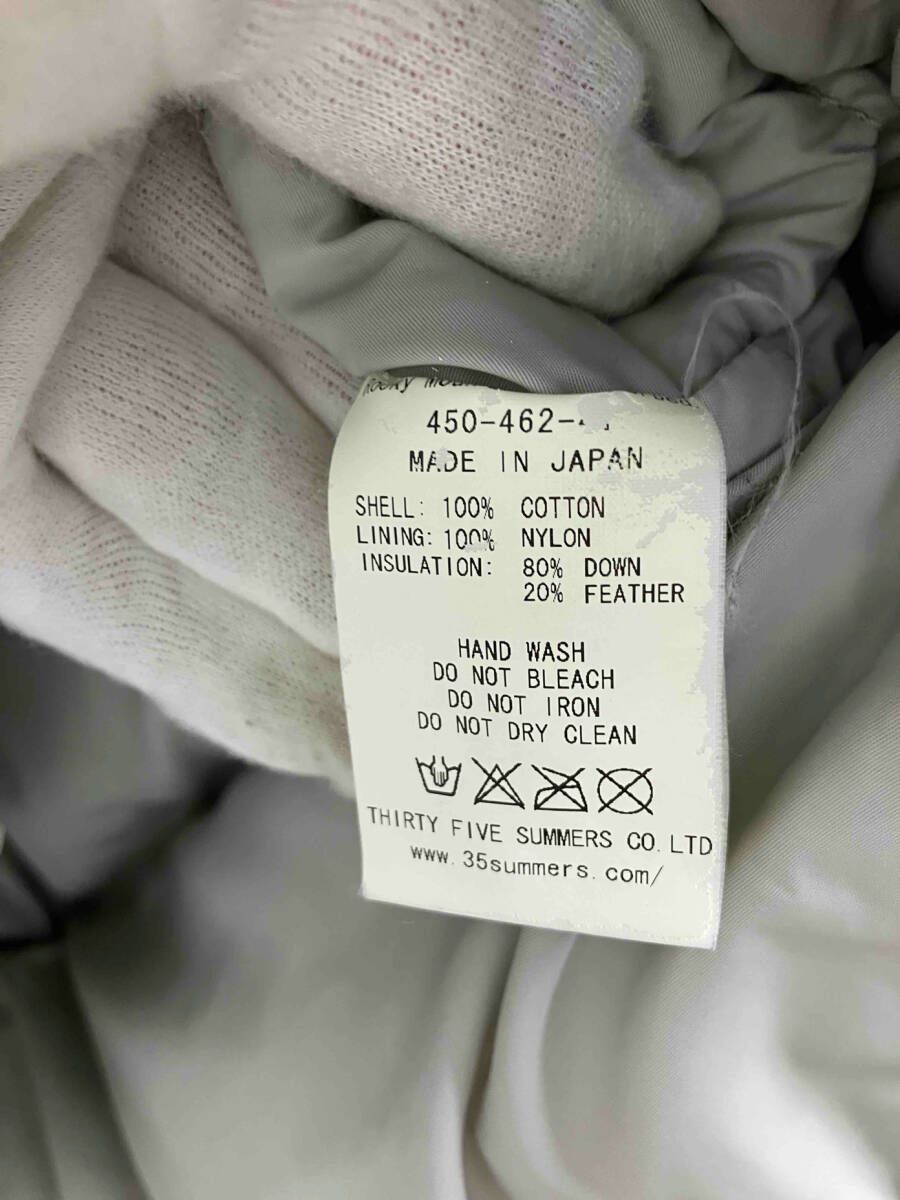 ROCKY
450-462-
MADE IN JAPAN
SHELL: 100% COTTON
LINING: 100% NYLON
INSULATION: 80% DOWN
20% FEATHER
HAND WASH
DO NOT BLEACH
DO NOT IRON
DO NOT DRY CLEAN
THIRTY FIVE SUMMERS CO. LTD
www.35summers.com/